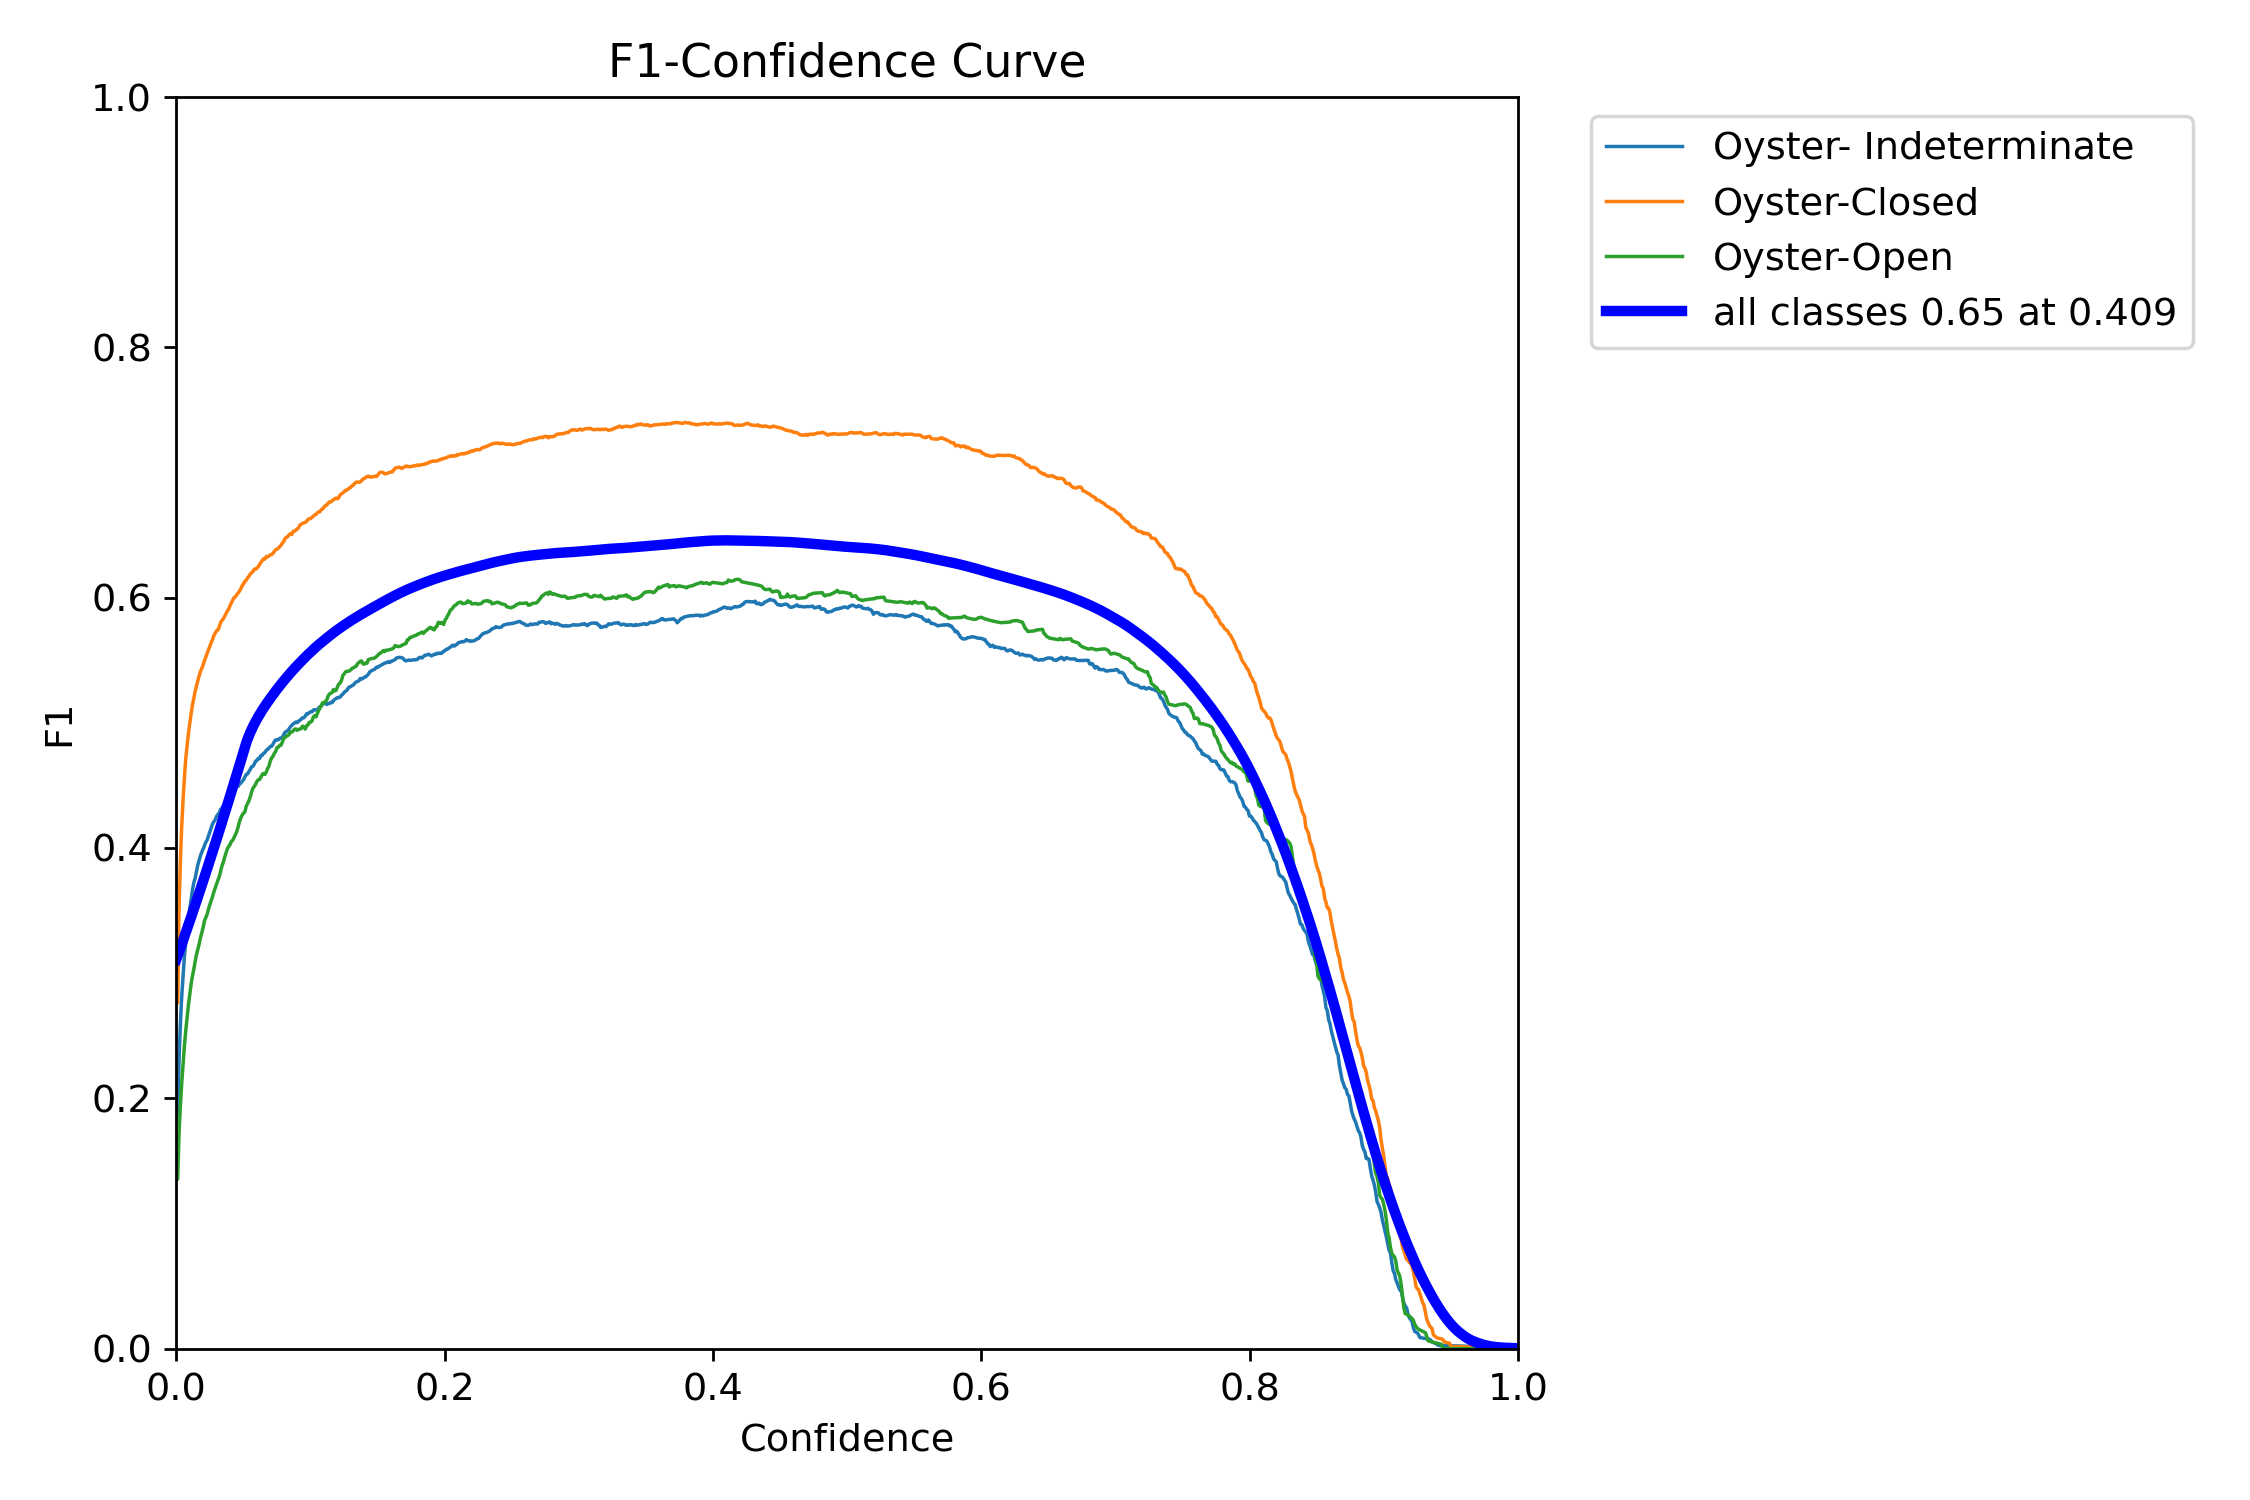 F1-Confidence Curve
1.0
0.8
0.6
0.4
0.2
0.0
F1
0.0 0.2 0.4 0.6 0.8 1.0
Confidence
Oyster- Indeterminate
Oyster-Closed
Oyster-Open
all classes 0.65 at 0.409